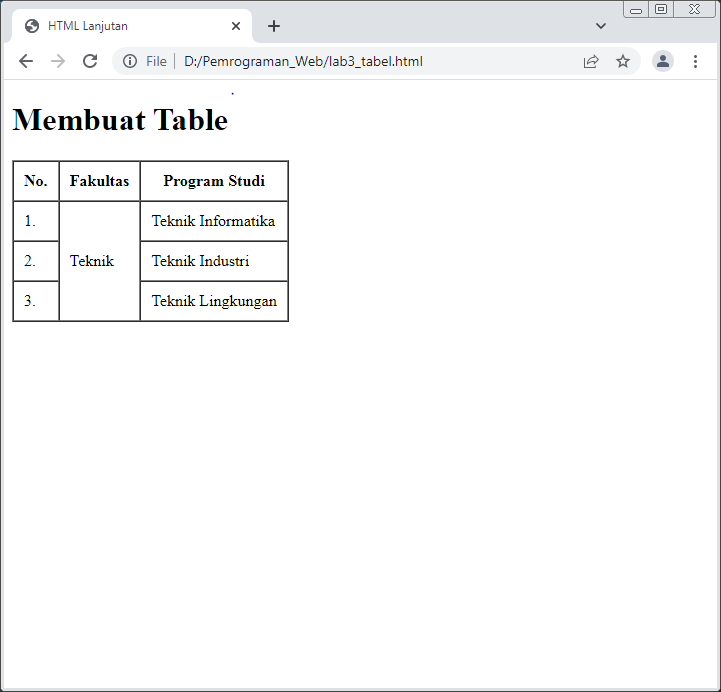 HTML Lanjutan
File D:/Pemrograman_Web/lab3_tabel.html
Membuat Table
No. Fakultas Program Studi
1. Teknik Informatika
Teknik
2. Teknik Industri
3. Teknik Lingkungan